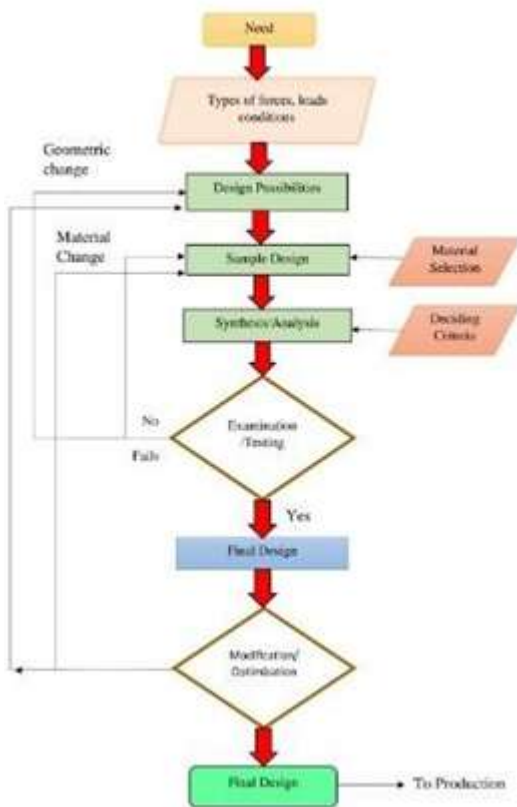 Need
Types of forces, loads
conditions
Geometric
change
Design Possibilities
Material
Change
Sample Design
Material
Selection
Synthesis/Analysis
Deciding
Criteria
No
Examination
/Testing
Fails
Yes
Final Design
Modification/
Optimisation
Final Design
To Production